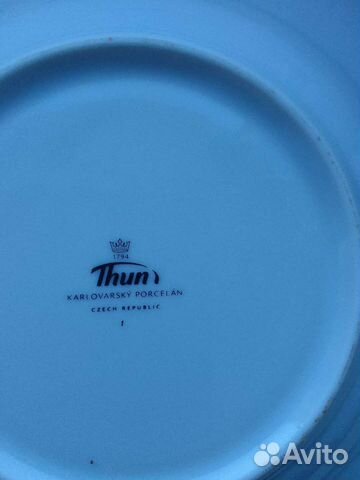 1794
Thun
KARLOVARSKÝ PORCELÁN
CZECH REPUBLIC
1
Avito